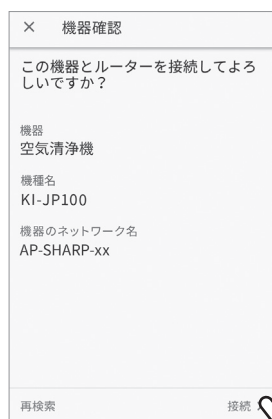 × 機器確認
この機器とルーターを接続してよろ
しいですか？
機器
空気清浄機
機種名
KI-JP100
機器のネットワーク名
AP-SHARP-xx
再検索 接続